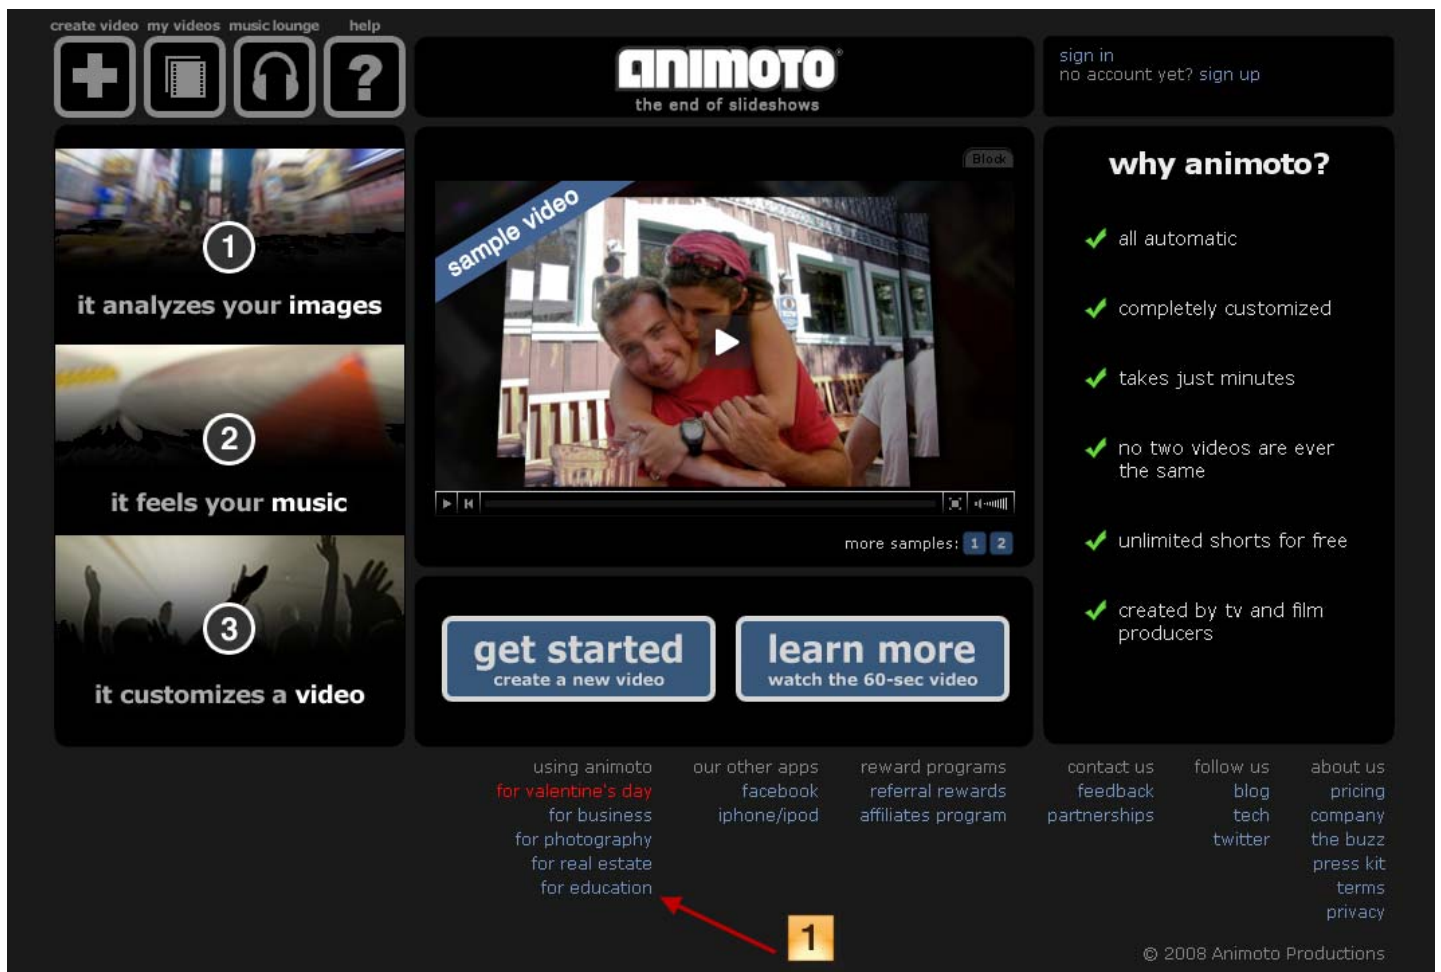 create video my videos music lounge help
animoto®
the end of slideshows
sign in
no account yet? sign up
1
it analyzes your images
2
it feels your music
3
it customizes a video
Block
sample video
more samples: 1 2
get started
create a new video
learn more
watch the 60-sec video
why animoto?
all automatic
completely customized
takes just minutes
no two videos are ever
the same
unlimited shorts for free
created by tv and film
producers
using animoto
for valentine's day
for business
for photography
for real estate
for education
our other apps
facebook
iphone/ipod
reward programs
referral rewards
affiliates program
contact us
feedback
partnerships
follow us
blog
tech
twitter
about us
pricing
company
the buzz
press kit
terms
privacy
1
© 2008 Animoto Productions